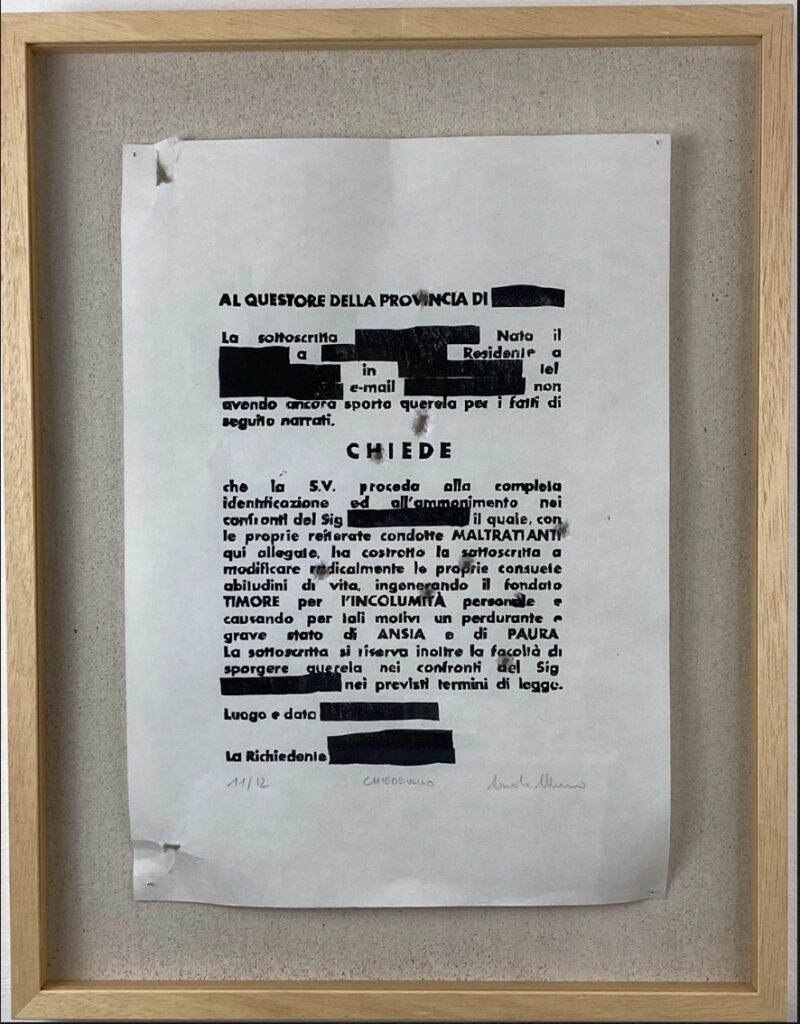 AL QUESTORE DELLA PROVINCIA DI
La sottoscritta Nata il
a Residente a
in tel
e-mail non
avendo ancora sporto querela per i fatti di
seguito narrati.
CHIEDE
che la S.V. proceda alla completa
identificazione ed all'ammonimento nei
confronti del Sig il quale, con
le proprie reiterate condotte MALTRATTANTI
qui allegate, ha costretto la sottoscritta a
modificare radicalmente le proprie consuete
abitudini di vita, ingenerando il fondato
TIMORE per l'INCOLUMITÀ personale e
causando per tali motivi un perdurante e
grave stato di ANSIA e di PAURA
La sottoscritta si riserva inoltre la facoltà di
sporgere querela nei confronti del Sig
nei previsti termini di legge.
Luogo e data
La Richiedente
11/12